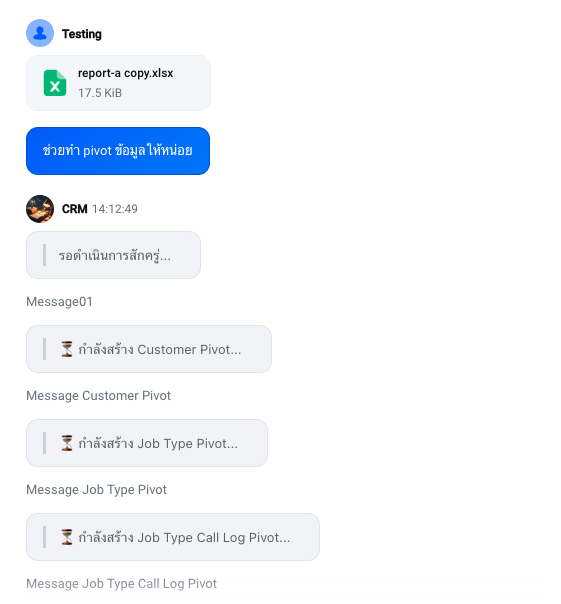 Testing
report-a copy.xlsx
17.5 KiB
ช่วยทำ pivot ข้อมูลให้หน่อย
CRM 14:12:49
รอดำเนินการสักครู่...
Message01
⏳ กำลังสร้าง Customer Pivot...
Message Customer Pivot
⏳ กำลังสร้าง Job Type Pivot...
Message Job Type Pivot
⏳ กำลังสร้าง Job Type Call Log Pivot...
Message Job Type Call Log Pivot